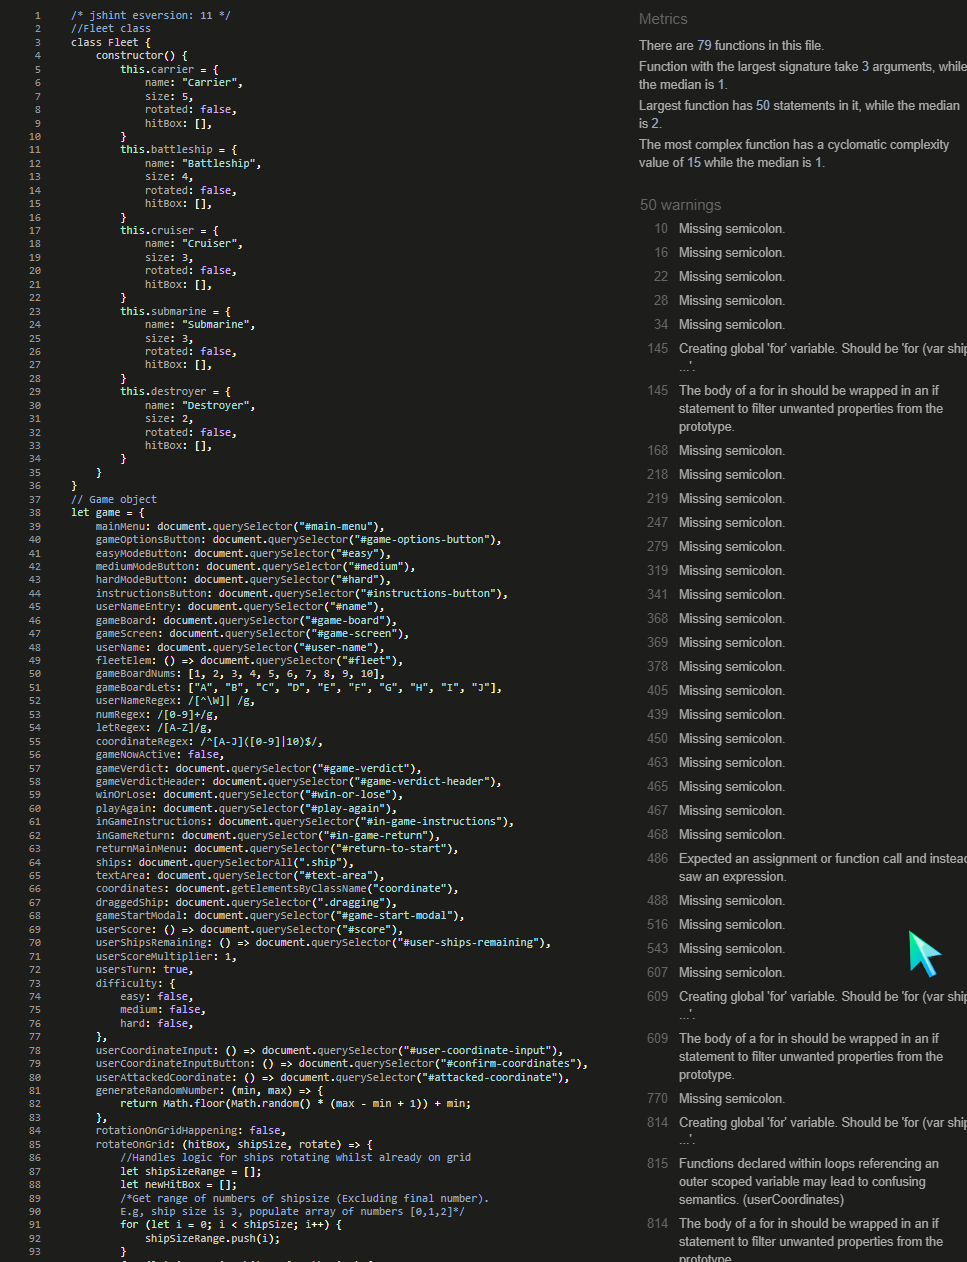 1 /* jshint esversion: 11 */
2 //Fleet class
3 class Fleet {
4 constructor() {
5 this.carrier = {
6 name: "Carrier",
7 size: 5,
8 rotated: false,
9 hitBox: [],
10 }
11 this.battleship = {
12 name: "Battleship",
13 size: 4,
14 rotated: false,
15 hitBox: [],
16 }
17 this.cruiser = {
18 name: "Cruiser",
19 size: 3,
20 rotated: false,
21 hitBox: [],
22 }
23 this.submarine = {
24 name: "Submarine",
25 size: 3,
26 rotated: false,
27 hitBox: [],
28 }
29 this.destroyer = {
30 name: "Destroyer",
31 size: 2,
32 rotated: false,
33 hitBox: [],
34 }
35 }
36 }
37 // Game object
38 let game = {
39 mainMenu: document.querySelector("#main-menu"),
40 gameOptionsButton: document.querySelector("#game-options-button"),
41 easyModeButton: document.querySelector("#easy"),
42 mediumModeButton: document.querySelector("#medium"),
43 hardModeButton: document.querySelector("#hard"),
44 instructionsButton: document.querySelector("#instructions-button"),
45 userNameEntry: document.querySelector("#name"),
46 gameBoard: document.querySelector("#game-board"),
47 gameScreen: document.querySelector("#game-screen"),
48 userName: document.querySelector("#user-name"),
49 fleetElem: () => document.querySelector("#fleet"),
50 gameBoardNums: [1, 2, 3, 4, 5, 6, 7, 8, 9, 10],
51 gameBoardLets: ["A", "B", "C", "D", "E", "F", "G", "H", "I", "J"],
52 userNameRegex: /[^\W]| /g,
53 numRegex: /[0-9]+/g,
54 letRegex: /[A-Z]/g,
55 coordinateRegex: /^[A-J]([0-9]|10)$/,
56 gameNowActive: false,
57 gameVerdict: document.querySelector("#game-verdict"),
58 gameVerdictHeader: document.querySelector("#game-verdict-header"),
59 winOrLose: document.querySelector("#win-or-lose"),
60 playAgain: document.querySelector("#play-again"),
61 inGameInstructions: document.querySelector("#in-game-instructions"),
62 inGameReturn: document.querySelector("#in-game-return"),
63 returnMainMenu: document.querySelector("#return-to-start"),
64 ships: document.querySelectorAll(".ship"),
65 textArea: document.querySelector("#text-area"),
66 coordinates: document.getElementsByClassName("coordinate"),
67 draggedShip: document.querySelector(".dragging"),
68 gameStartModal: document.querySelector("#game-start-modal"),
69 userScore: () => document.querySelector("#score"),
70 userShipsRemaining: () => document.querySelector("#user-ships-remaining"),
71 userScoreMultiplier: 1,
72 usersTurn: true,
73 difficulty: {
74 easy: false,
75 medium: false,
76 hard: false,
77 },
78 userCoordinateInput: () => document.querySelector("#user-coordinate-input"),
79 userCoordinateInputButton: () => document.querySelector("#confirm-coordinates"),
80 userAttackedCoordinate: () => document.querySelector("#attacked-coordinate"),
81 generateRandomNumber: (min, max) => {
82 return Math.floor(Math.random() * (max - min + 1)) + min;
83 },
84 rotationOnGridHappening: false,
85 rotateOnGrid: (hitBox, shipSize, rotate) => {
86 //Handles logic for ships rotating whilst already on grid
87 let shipSizeRange = [];
88 let newHitBox = [];
89 /*Get range of numbers of shipsize (Excluding final number).
90 E.g, ship size is 3, populate array of numbers [0,1,2]*/
91 for (let i = 0; i < shipSize; i++) {
92 shipSizeRange.push(i);
93 }
Metrics
There are 79 functions in this file.
Function with the largest signature take 3 arguments, while
the median is 1.
Largest function has 50 statements in it, while the median
is 2.
The most complex function has a cyclomatic complexity
value of 15 while the median is 1.
50 warnings
10 Missing semicolon.
16 Missing semicolon.
22 Missing semicolon.
28 Missing semicolon.
34 Missing semicolon.
145 Creating global 'for' variable. Should be 'for (var ship
...'.
145 The body of a for in should be wrapped in an if
statement to filter unwanted properties from the
prototype.
168 Missing semicolon.
218 Missing semicolon.
219 Missing semicolon.
247 Missing semicolon.
279 Missing semicolon.
319 Missing semicolon.
341 Missing semicolon.
368 Missing semicolon.
369 Missing semicolon.
378 Missing semicolon.
405 Missing semicolon.
439 Missing semicolon.
450 Missing semicolon.
463 Missing semicolon.
465 Missing semicolon.
467 Missing semicolon.
468 Missing semicolon.
486 Expected an assignment or function call and instead
saw an expression.
488 Missing semicolon.
516 Missing semicolon.
543 Missing semicolon.
607 Missing semicolon.
609 Creating global 'for' variable. Should be 'for (var ship
...'.
609 The body of a for in should be wrapped in an if
statement to filter unwanted properties from the
prototype.
770 Missing semicolon.
814 Creating global 'for' variable. Should be 'for (var ship
...'.
815 Functions declared within loops referencing an
outer scoped variable may lead to confusing
semantics. (userCoordinates)
814 The body of a for in should be wrapped in an if
statement to filter unwanted properties from the
prototype.